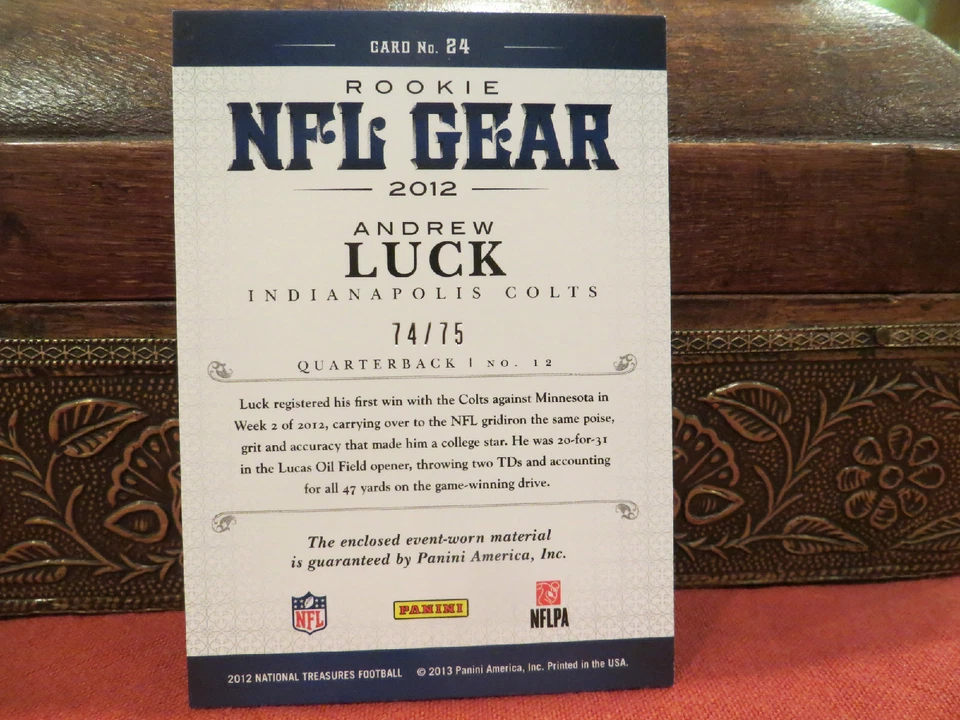 CARD No. 24
ROOKIE
NFL GEAR
2012
ANDREW
LUCK
INDIANAPOLIS COLTS
74/75
QUARTERBACK | NO. 12
Luck registered his first win with the Colts against Minnesota in
Week 2 of 2012, carrying over to the NFL gridiron the same poise,
grit and accuracy that made him a college star. He was 20-for-31
in the Lucas Oil Field opener, throwing two TDs and accounting
for all 47 yards on the game-winning drive.
The enclosed event-worn material
is guaranteed by Panini America, Inc.
NFL PANINI NFLPA
2012 NATIONAL TREASURES FOOTBALL © 2013 Panini America, Inc. Printed in the USA.